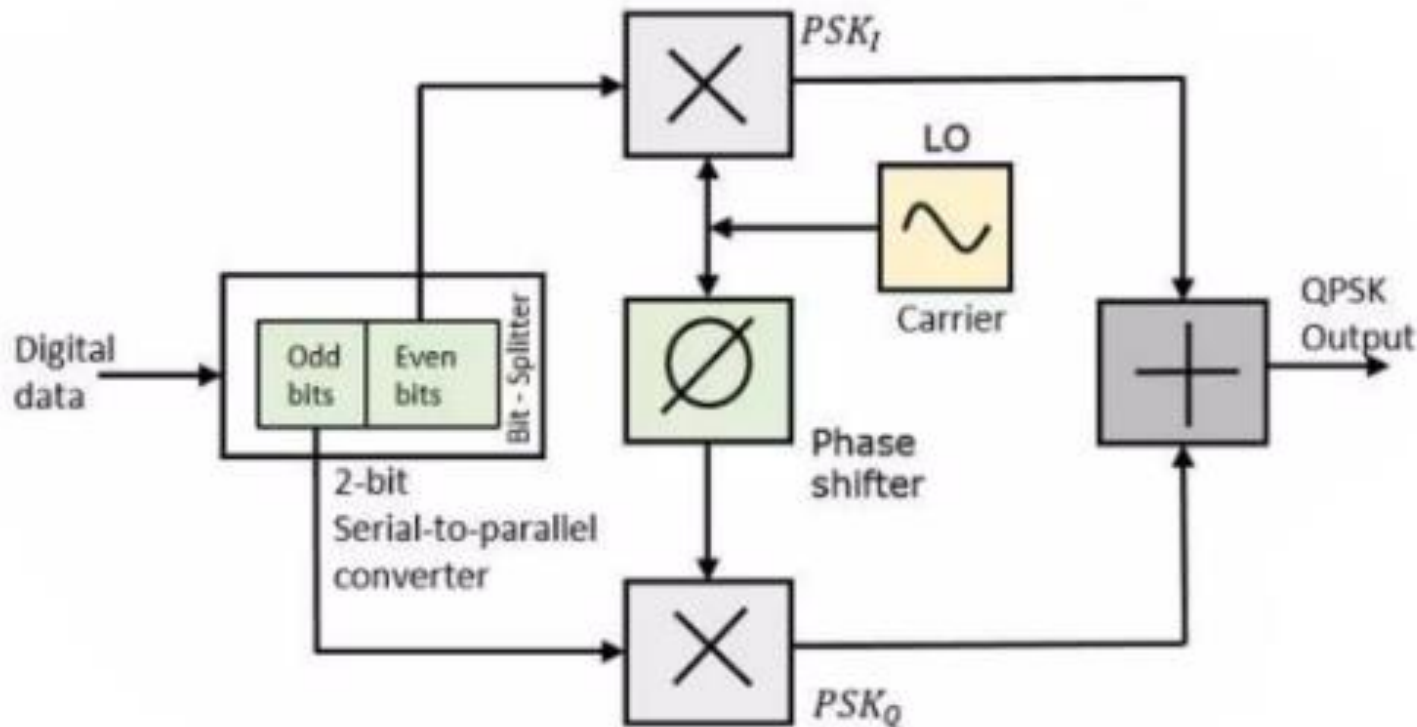 PSK_I
LO
Carrier
Digital
data
Odd
bits
Even
bits
Bit - Splitter
2-bit
Serial-to-parallel
converter
Phase
shifter
QPSK
Output
PSK_Q